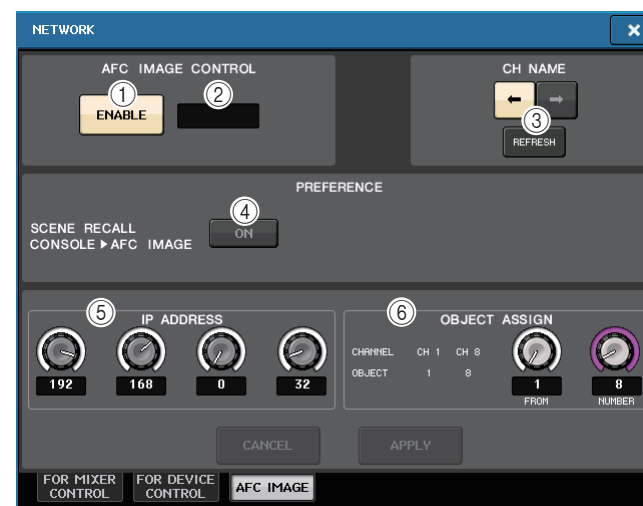 NETWORK
AFC IMAGE CONTROL
① ②
ENABLE
CH NAME
③
REFRESH
PREFERENCE
④
SCENE RECALL
CONSOLE ▶ AFC IMAGE
ON
⑤ IP ADDRESS
192 168 0 32
⑥ OBJECT ASSIGN
CHANNEL CH 1 CH 8
OBJECT 1 8
1 8
FROM NUMBER
CANCEL APPLY
FOR MIXER CONTROL
FOR DEVICE CONTROL
AFC IMAGE